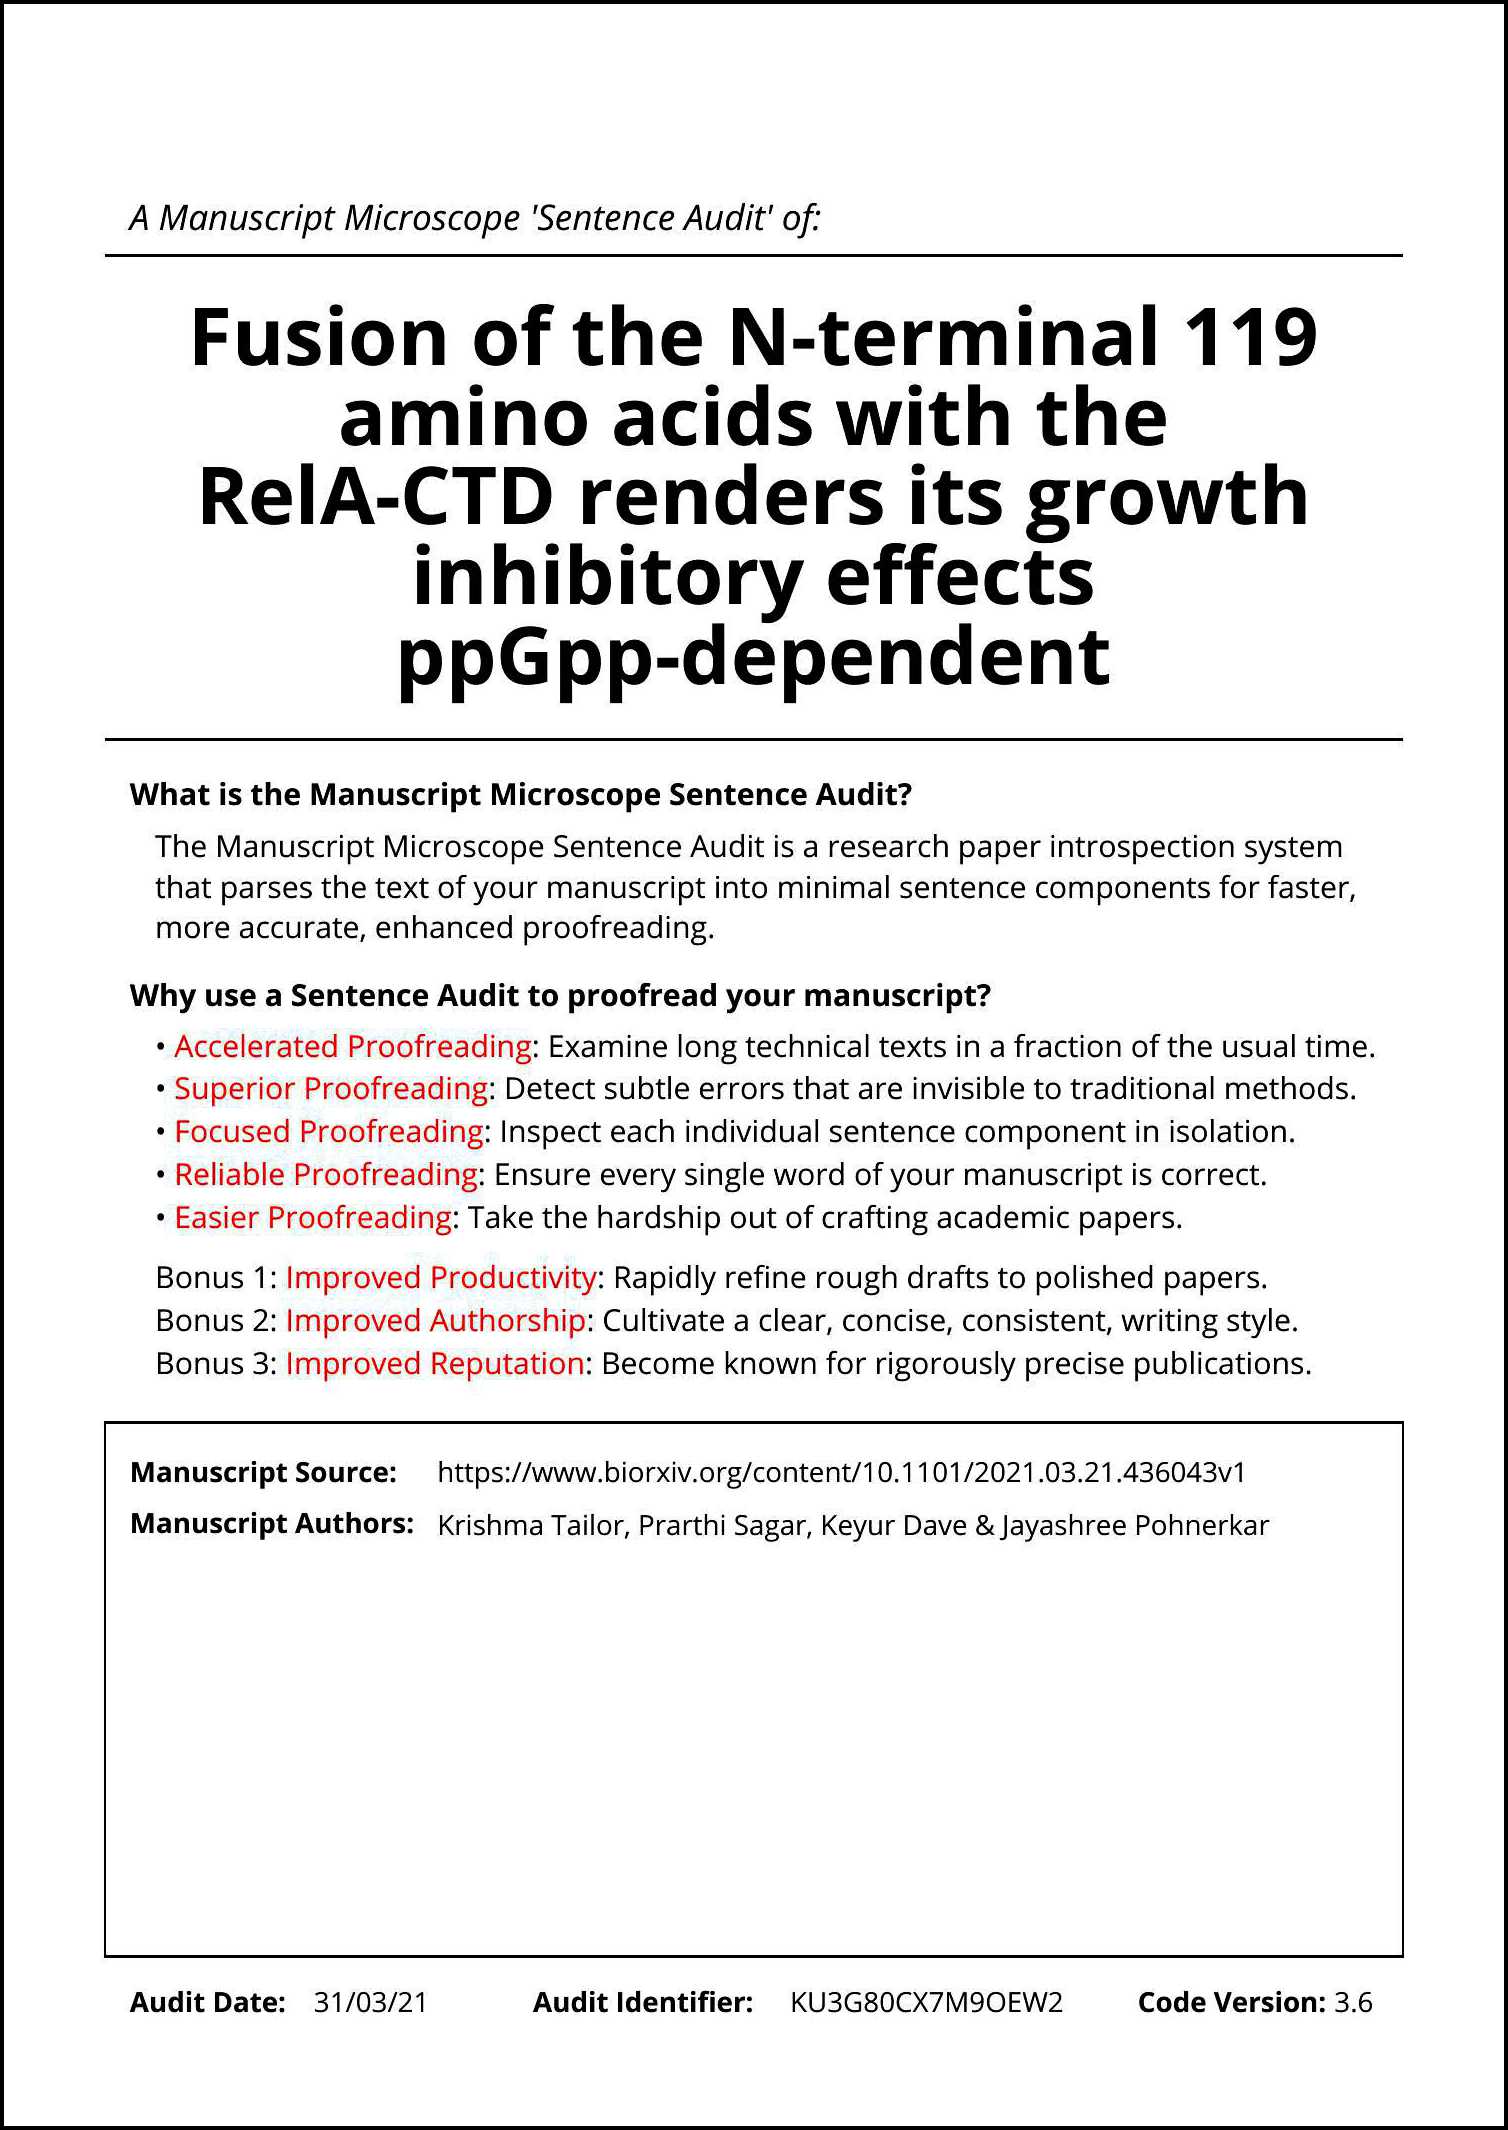 A Manuscript Microscope 'Sentence Audit' of:
Fusion of the N-terminal 119
amino acids with the
RelA-CTD renders its growth
inhibitory effects
ppGpp-dependent
What is the Manuscript Microscope Sentence Audit?
The Manuscript Microscope Sentence Audit is a research paper introspection system
that parses the text of your manuscript into minimal sentence components for faster,
more accurate, enhanced proofreading.
Why use a Sentence Audit to proofread your manuscript?
• Accelerated Proofreading: Examine long technical texts in a fraction of the usual time.
• Superior Proofreading: Detect subtle errors that are invisible to traditional methods.
• Focused Proofreading: Inspect each individual sentence component in isolation.
• Reliable Proofreading: Ensure every single word of your manuscript is correct.
• Easier Proofreading: Take the hardship out of crafting academic papers.
Bonus 1: Improved Productivity: Rapidly refine rough drafts to polished papers.
Bonus 2: Improved Authorship: Cultivate a clear, concise, consistent, writing style.
Bonus 3: Improved Reputation: Become known for rigorously precise publications.
Manuscript Source: https://www.biorxiv.org/content/10.1101/2021.03.21.436043v1
Manuscript Authors: Krishma Tailor, Prarthi Sagar, Keyur Dave & Jayashree Pohnerkar
Audit Date: 31/03/21 Audit Identifier: KU3G80CX7M9OEW2 Code Version: 3.6